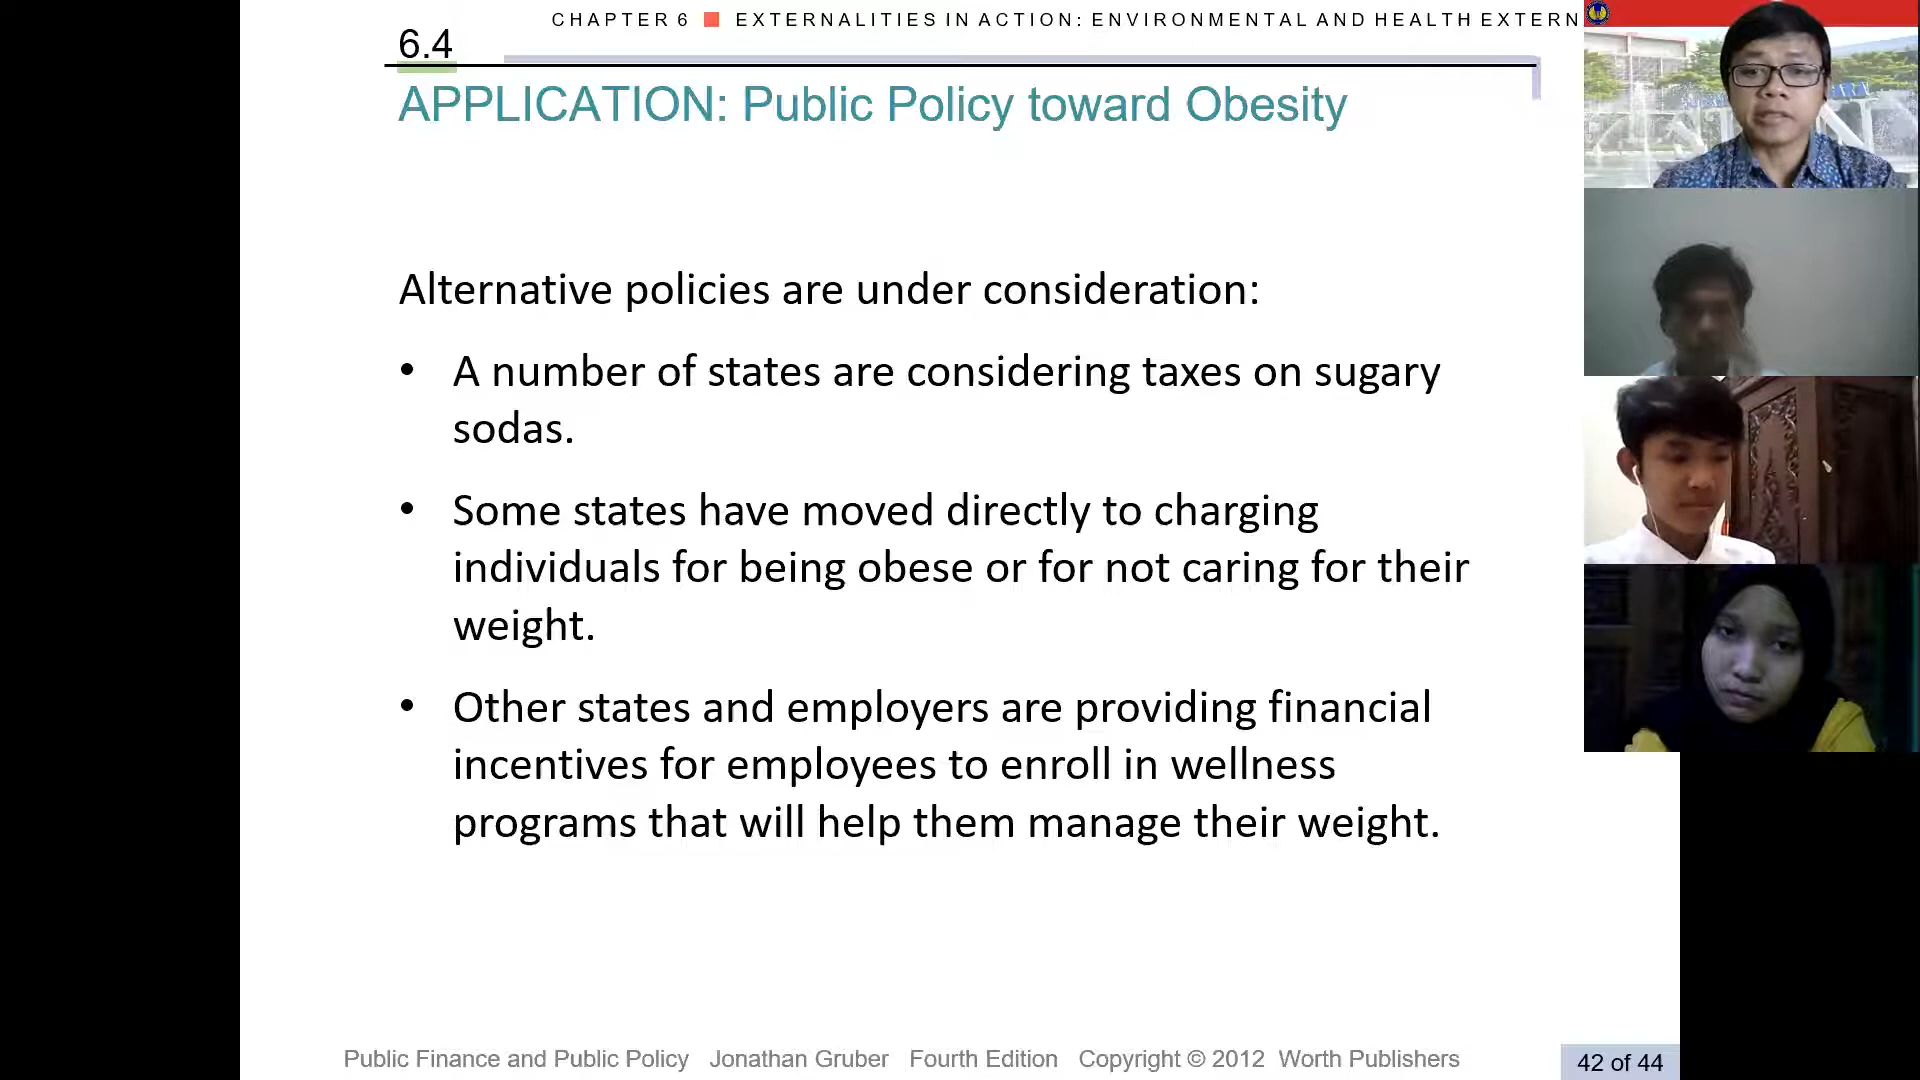 CHAPTER 6 ■ EXTERNALITIES IN ACTION: ENVIRONMENTAL AND HEALTH EXTERN
6.4
APPLICATION: Public Policy toward Obesity
Alternative policies are under consideration:
• A number of states are considering taxes on sugary
sodas.
• Some states have moved directly to charging
individuals for being obese or for not caring for their
weight.
• Other states and employers are providing financial
incentives for employees to enroll in wellness
programs that will help them manage their weight.
Public Finance and Public Policy Jonathan Gruber Fourth Edition Copyright © 2012 Worth Publishers
42 of 44